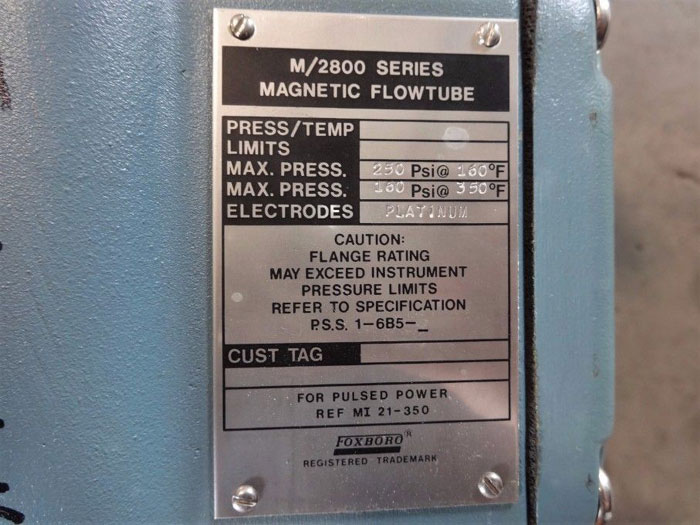 M/2800 SERIES
MAGNETIC FLOWTUBE
PRESS/TEMP
LIMITS
MAX. PRESS. 290 Psi@ 160°F
MAX. PRESS. 160 Psi@ 350°F
ELECTRODES PLATINUM
CAUTION:
FLANGE RATING
MAY EXCEED INSTRUMENT
PRESSURE LIMITS
REFER TO SPECIFICATION
P.S.S. 1-6B5-_
CUST TAG
FOR PULSED POWER
REF MI 21-350
FOXBORO®
REGISTERED TRADEMARK